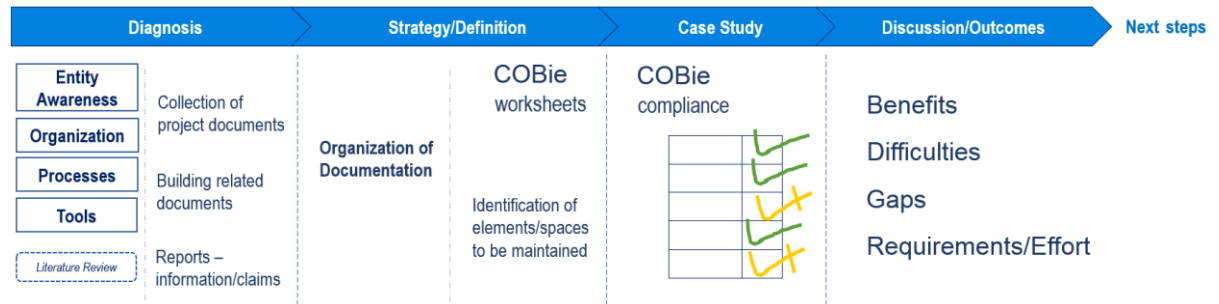 Diagnosis
Strategy/Definition
Case Study
Discussion/Outcomes
Next steps
Entity
Awareness
Organization
Processes
Tools
Literature Review
Collection of
project documents
Building related
documents
Reports –
information/claims
Organization of
Documentation
COBie
worksheets
Identification of
elements/spaces
to be maintained
COBie
compliance
Benefits
Difficulties
Gaps
Requirements/Effort